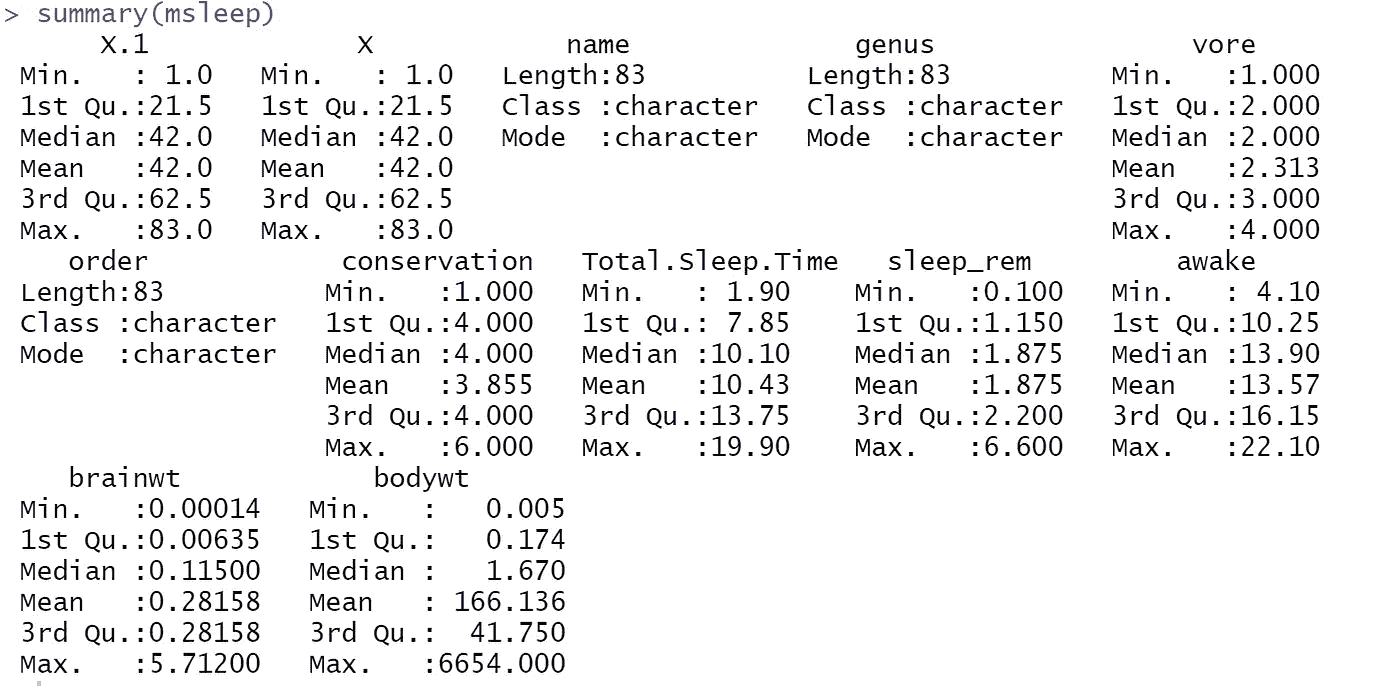 > summary(msleep)
      X.1             X            name              genus                vore      
 Min.   : 1.0   Min.   : 1.0   Length:83          Length:83          Min.   :1.000  
 1st Qu.:21.5   1st Qu.:21.5   Class :character   Class :character   1st Qu.:2.000  
 Median :42.0   Median :42.0   Mode  :character   Mode  :character   Median :2.000  
 Mean   :42.0   Mean   :42.0                                         Mean   :2.313  
 3rd Qu.:62.5   3rd Qu.:62.5                                         3rd Qu.:3.000  
 Max.   :83.0   Max.   :83.0                                         Max.   :4.000  
    order            conservation   Total.Sleep.Time   sleep_rem         awake      
 Length:83          Min.   :1.000   Min.   : 1.90    Min.   :0.100   Min.   : 4.10  
 Class :character   1st Qu.:4.000   1st Qu.: 7.85    1st Qu.:1.150   1st Qu.:10.25  
 Mode  :character   Median :4.000   Median :10.10    Median :1.875   Median :13.90  
                    Mean   :3.855   Mean   :10.43    Mean   :1.875   Mean   :13.57  
                    3rd Qu.:4.000   3rd Qu.:13.75    3rd Qu.:2.200   3rd Qu.:16.15  
                    Max.   :6.000   Max.   :19.90    Max.   :6.600   Max.   :22.10  
    brainwt            bodywt        
 Min.   :0.00014   Min.   :   0.005  
 1st Qu.:0.00635   1st Qu.:   0.174  
 Median :0.11500   Median :   1.670  
 Mean   :0.28158   Mean   : 166.136  
 3rd Qu.:0.28158   3rd Qu.:  41.750  
 Max.   :5.71200   Max.   :6654.000